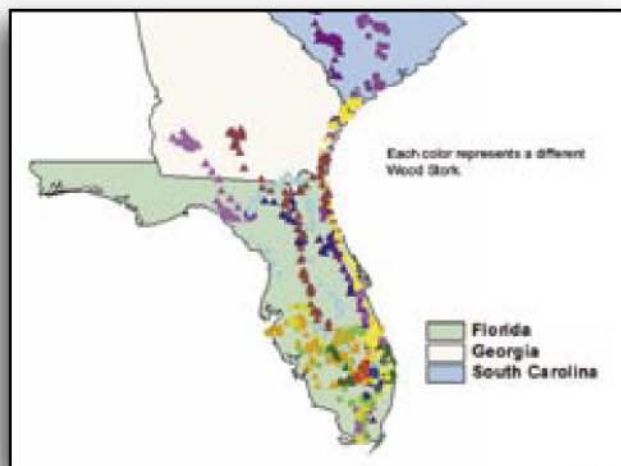 Each color represents a different
Wood Stork.
Florida
Georgia
South Carolina